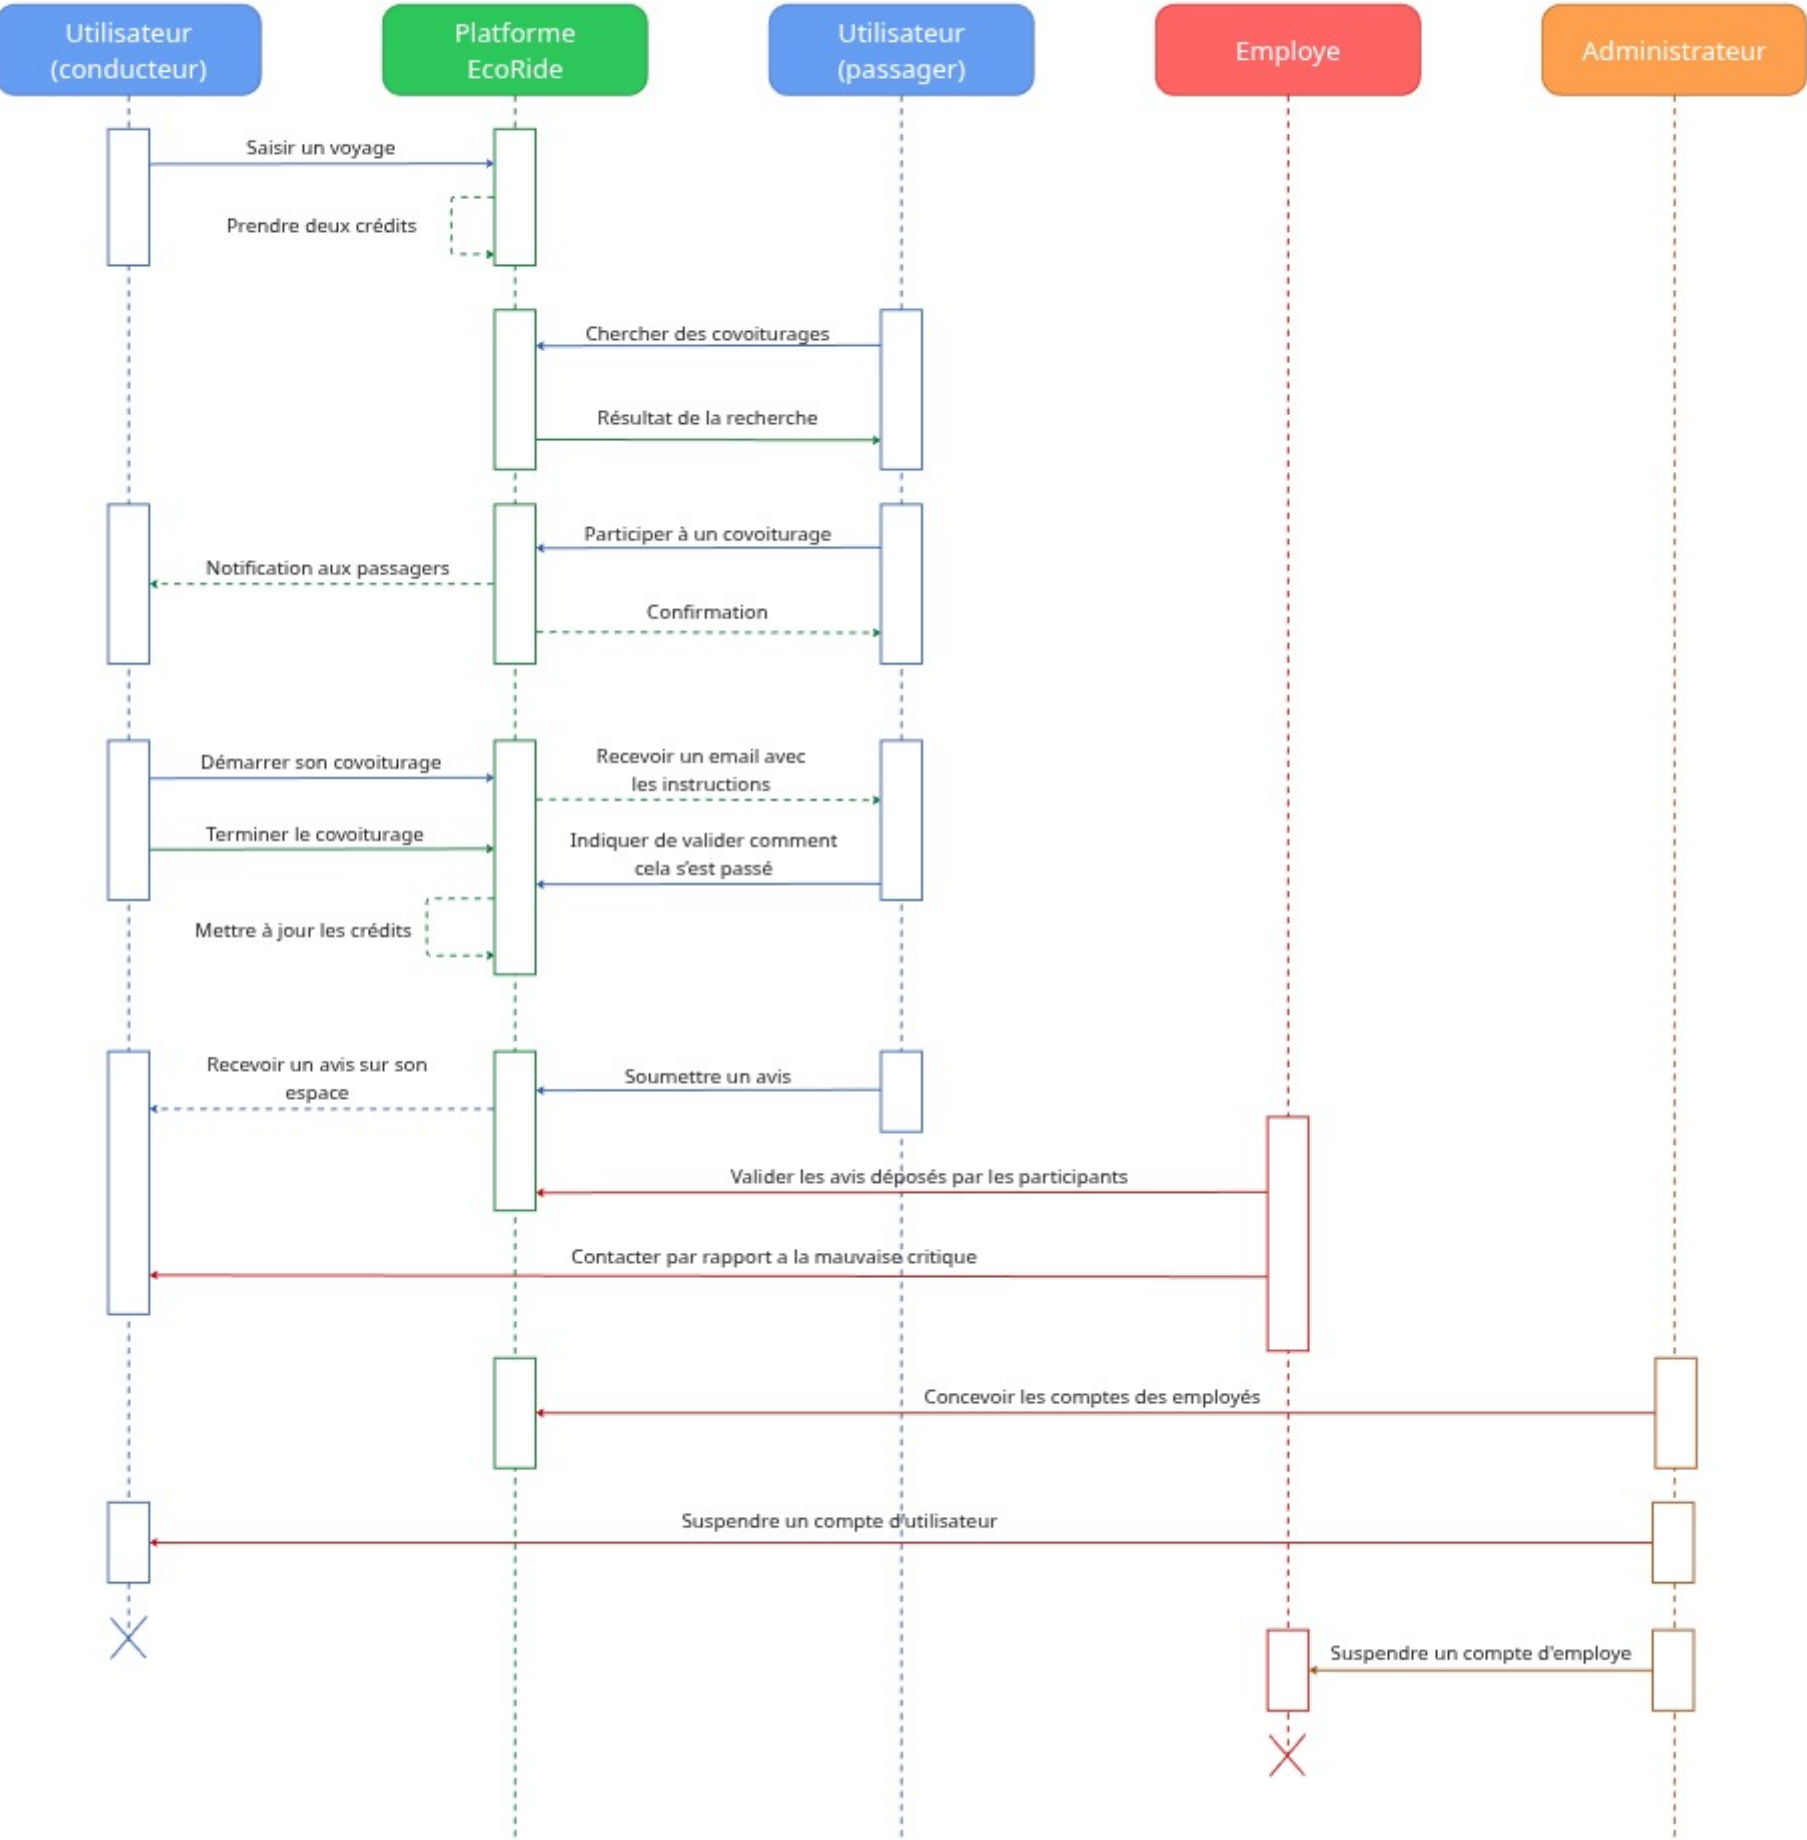 Utilisateur
(conducteur)
Platforme
EcoRide
Utilisateur
(passager)
Employe
Administrateur
Saisir un voyage
Prendre deux crédits
Chercher des covoiturages
Résultat de la recherche
Participer à un covoiturage
Notification aux passagers
Confirmation
Démarrer son covoiturage
Recevoir un email avec
les instructions
Terminer le covoiturage
Indiquer de valider comment
cela s'est passé
Mettre à jour les crédits
Recevoir un avis sur son
espace
Soumettre un avis
Valider les avis déposés par les participants
Contacter par rapport a la mauvaise critique
Concevoir les comptes des employés
Suspendre un compte d'utilisateur
Suspendre un compte d'employe